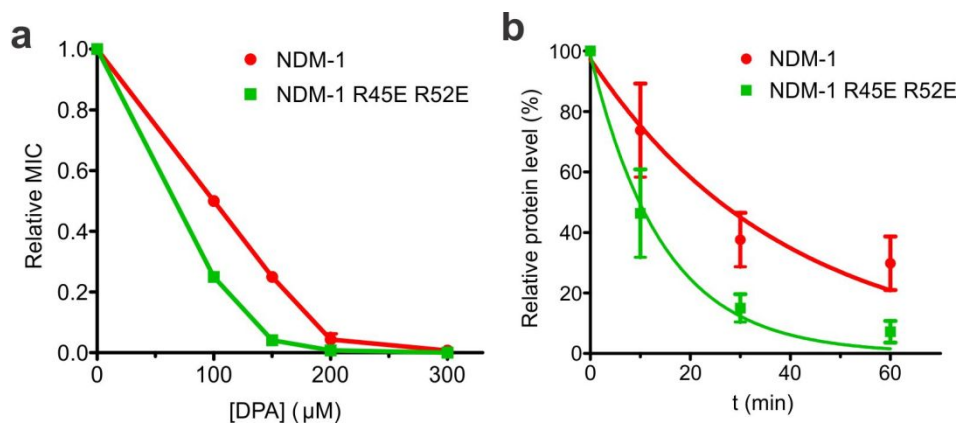 a
1.0
0.8
0.6
0.4
0.2
0.0
Relative MIC
NDM-1
NDM-1 R45E R52E
0
100
200
300
[DPA] (µM)
b
100
80
60
40
20
0
Relative protein level (%)
NDM-1
NDM-1 R45E R52E
0
20
40
60
t (min)